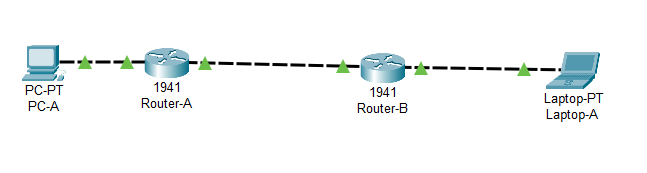 PC-PT
PC-A
1941
Router-A
1941
Router-B
Laptop-PT
Laptop-A